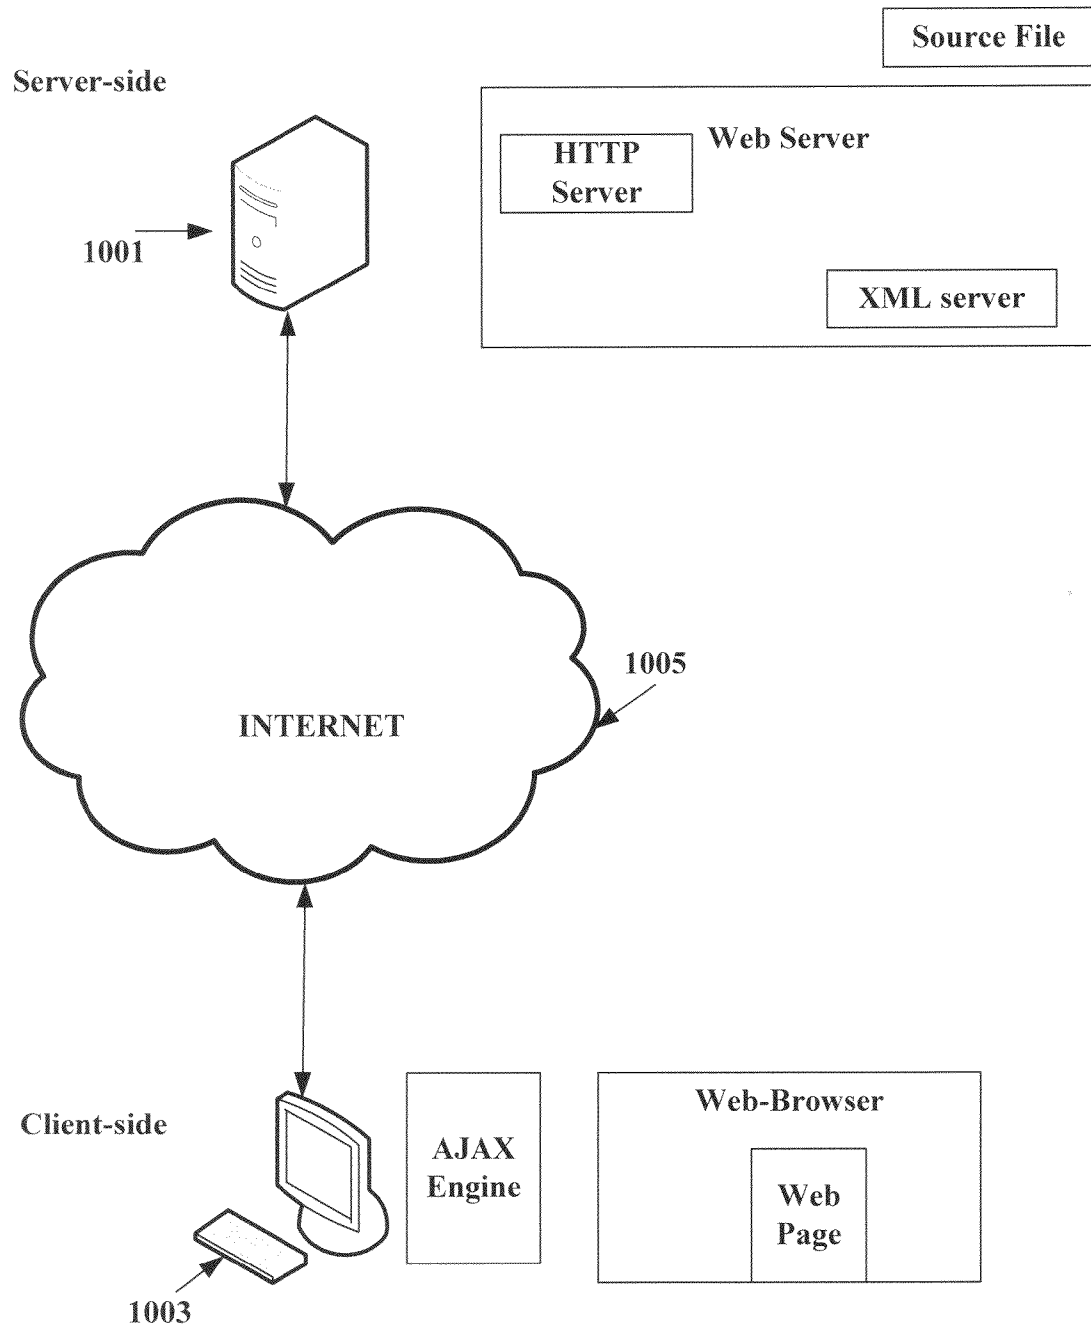 Source File
Server-side
Web Server
HTTP
Server
1001
XML server
1005
INTERNET
Web-Browser
Client-side
AJAX
Engine
Web
Page
1003